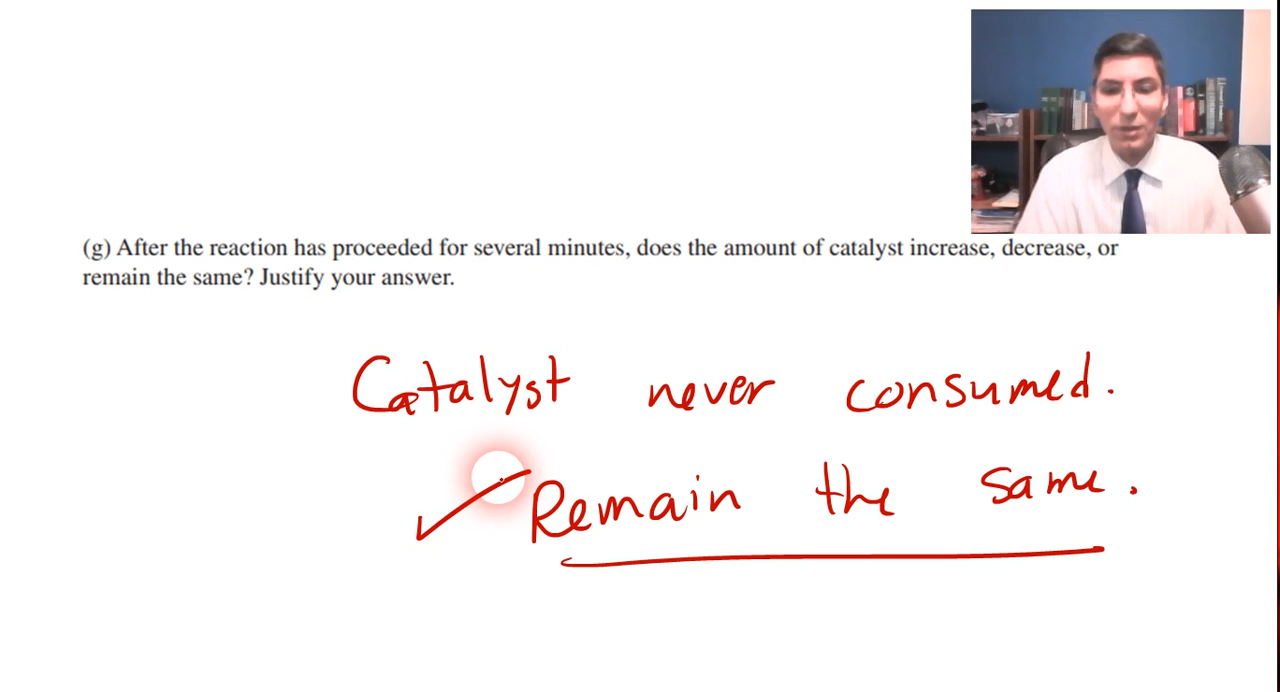 (g) After the reaction has proceeded for several minutes, does the amount of catalyst increase, decrease, or
remain the same? Justify your answer.
Catalyst never consumed.
Remain the same.